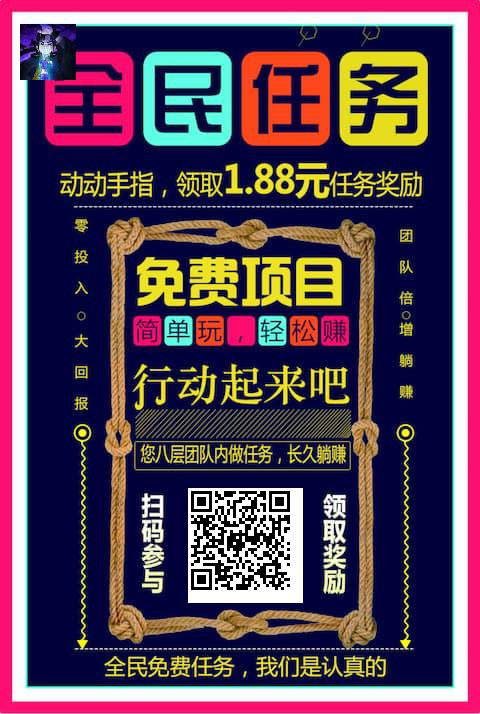 全民任务
动动手指，领取1.88元任务奖励
零投入○大回报
团队倍○增躺赚
免费项目
简单玩，轻松赚
行动起来吧
您八层团队内做任务，长久躺赚
扫码参与
领取奖励
全民免费任务，我们是认真的